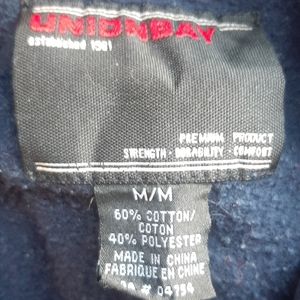 UNIONBAY
established 1981
PREMIUM PRODUCT
STRENGTH · DURABILITY · COMFORT
M/M
60% COTTON/
COTON
40% POLYESTER
MADE IN CHINA
FABRIQUE EN CHINE
# 04194